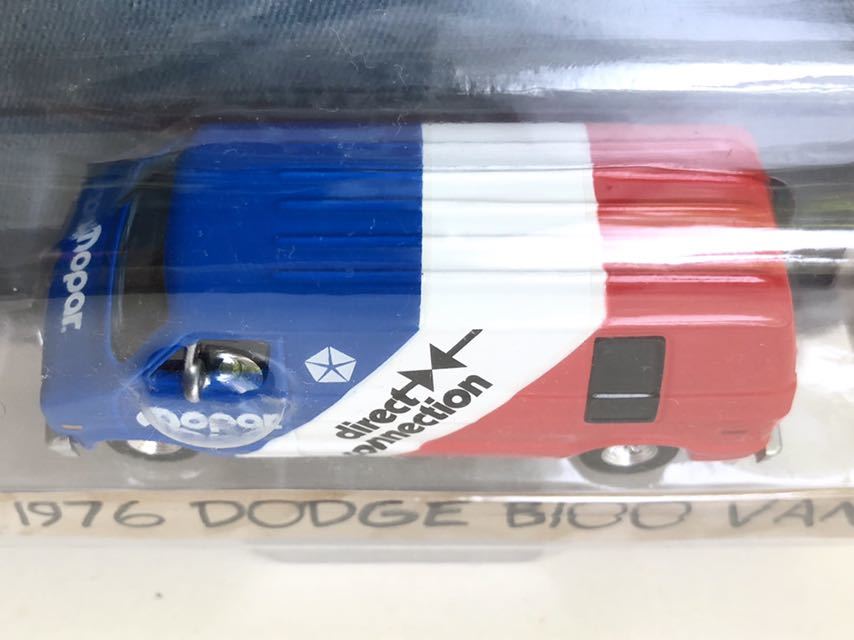 mopar
mopar
direct
connection
1976 DODGE B100 VAN